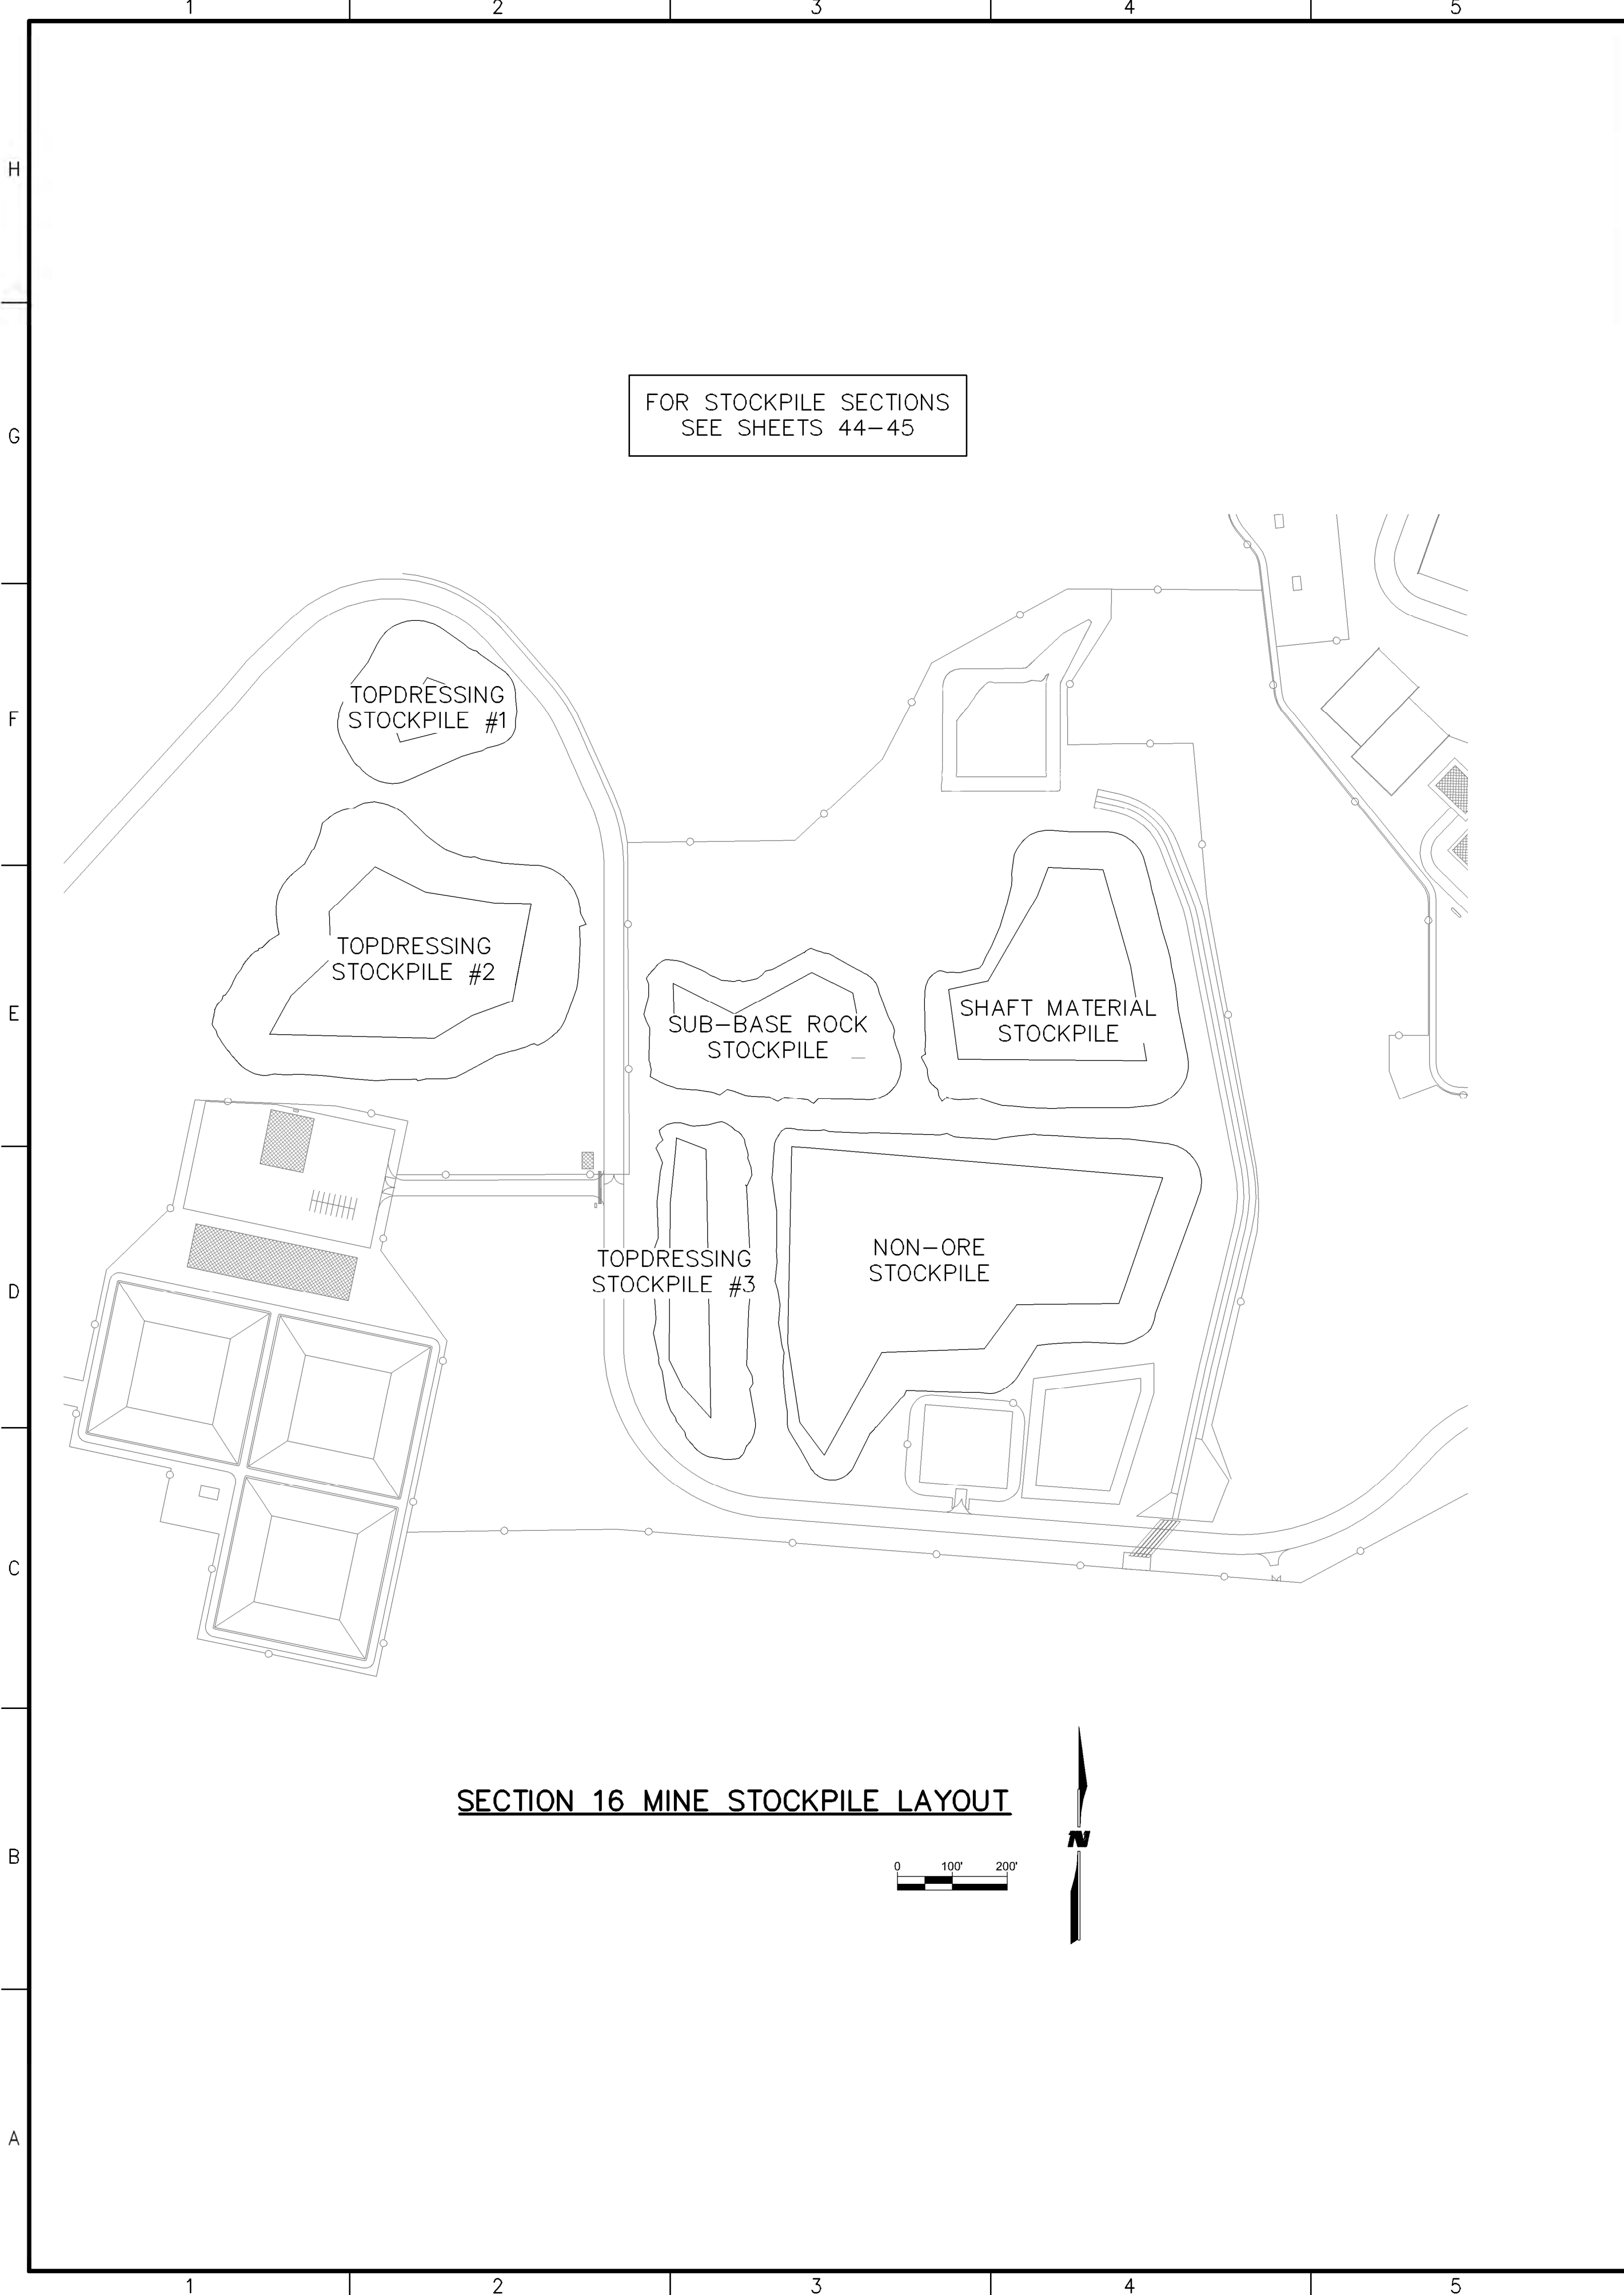 1 2 3 4 5
H
G
FOR STOCKPILE SECTIONS
SEE SHEETS 44-45
F
TOPDRESSING
STOCKPILE #1
E
TOPDRESSING
STOCKPILE #2
SUB-BASE ROCK
STOCKPILE
SHAFT MATERIAL
STOCKPILE
D
TOPDRESSING
STOCKPILE #3
NON-ORE
STOCKPILE
C
SECTION 16 MINE STOCKPILE LAYOUT
N
B
0 100' 200'
A
1 2 3 4 5